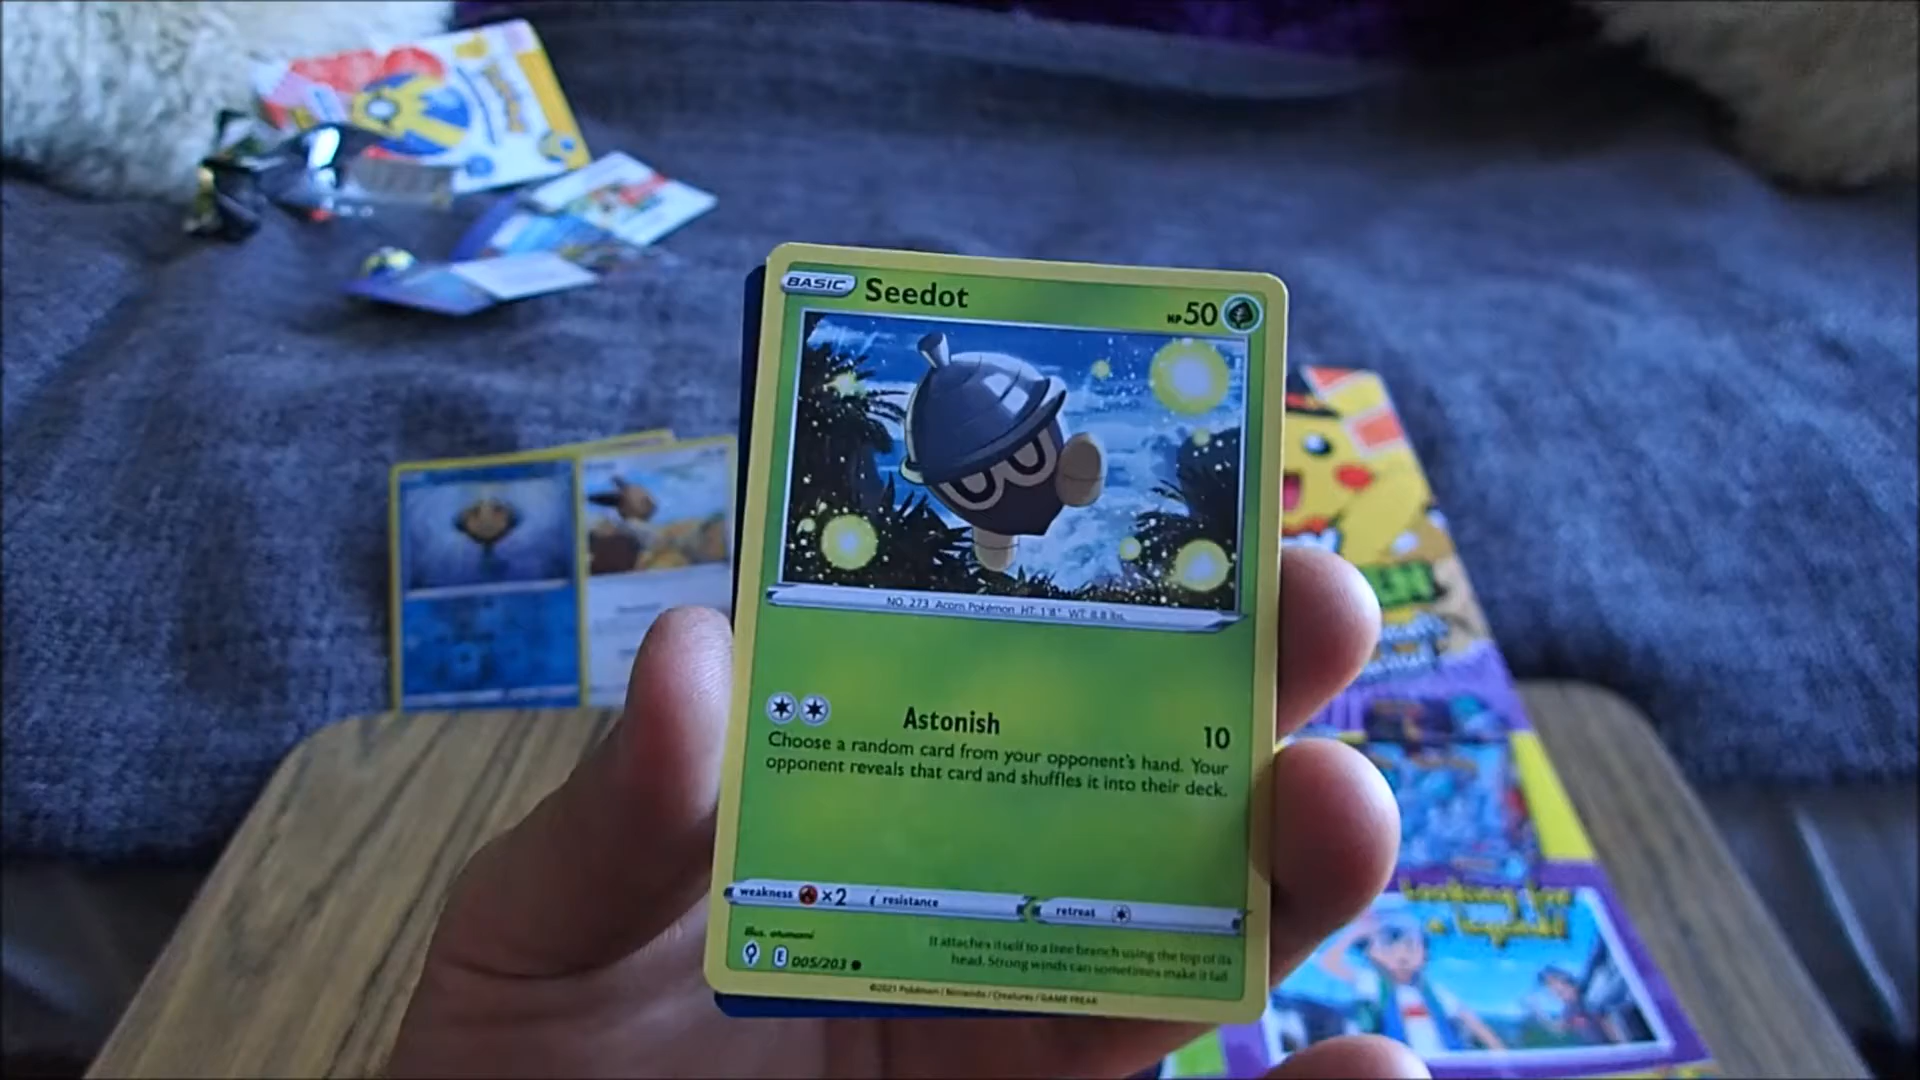 BASIC Seedot HP 50
NO. 273 Acorn Pokémon HT: 1'8" WT: 8.8 lbs.
Astonish 10
Choose a random card from your opponent's hand. Your
opponent reveals that card and shuffles it into their deck.
weakness ×2 resistance retreat
Illus. otumami
It attaches itself to a tree branch using the top of its
head. Strong winds can sometimes make it fall.
E 005/203
©2021 Pokémon / Nintendo / Creatures / GAME FREAK
Looking for
a legend!